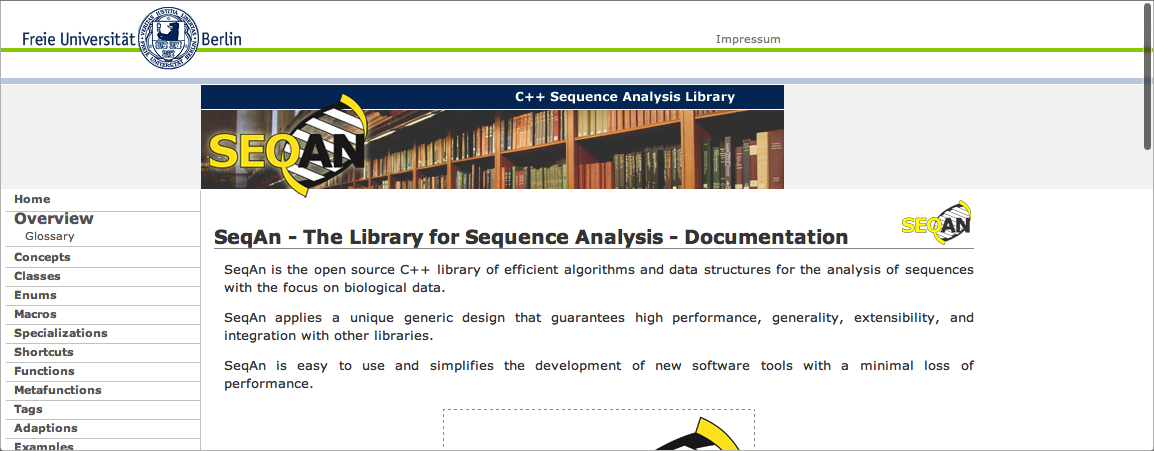 Freie Universität Berlin
VERITAS IUSTITIA LIBERTAS
FREIE UNIVERSITÄT BERLIN
Impressum
C++ Sequence Analysis Library
SEQAN
Home
Overview
Glossary
Concepts
Classes
Enums
Macros
Specializations
Shortcuts
Functions
Metafunctions
Tags
Adaptions
Examples
SEQAN
SeqAn - The Library for Sequence Analysis - Documentation
SeqAn is the open source C++ library of efficient algorithms and data structures for the analysis of sequences
with the focus on biological data.
SeqAn applies a unique generic design that guarantees high performance, generality, extensibility, and
integration with other libraries.
SeqAn is easy to use and simplifies the development of new software tools with a minimal loss of
performance.